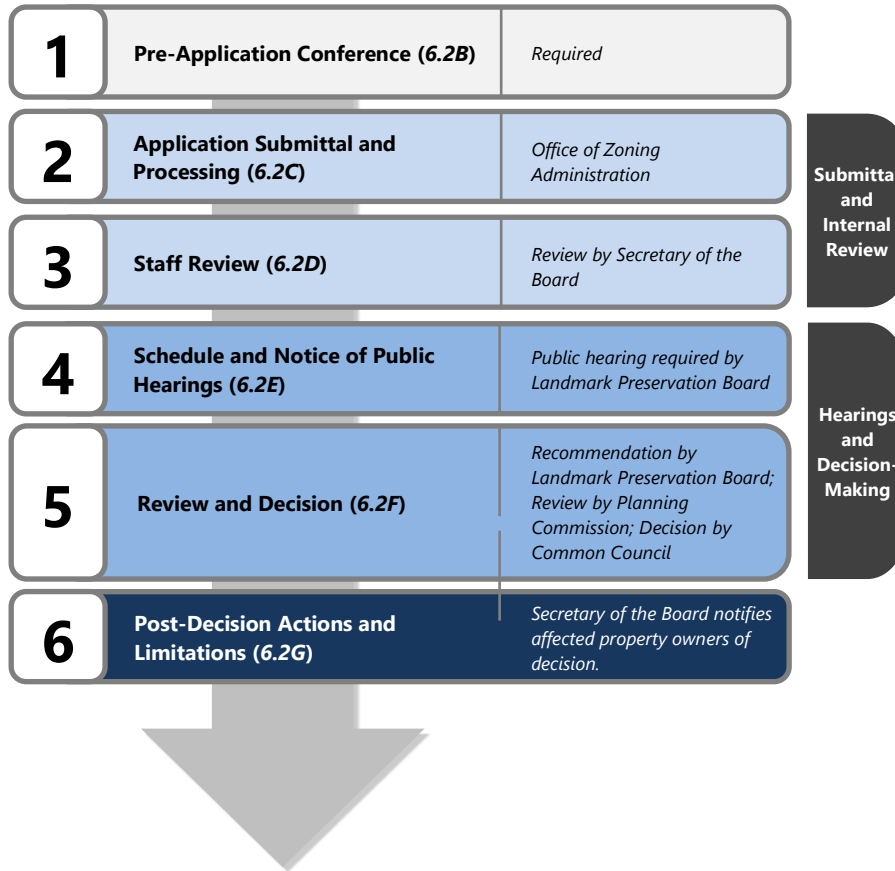 1
Pre-Application Conference (6.2B)
Required
2
Application Submittal and
Processing (6.2C)
Office of Zoning
Administration
3
Staff Review (6.2D)
Review by Secretary of the
Board
Submitta
and
Internal
Review
4
Schedule and Notice of Public
Hearings (6.2E)
Public hearing required by
Landmark Preservation Board
5
Review and Decision (6.2F)
Recommendation by
Landmark Preservation Board;
Review by Planning
Commission; Decision by
Common Council
Hearings
and
Decision-
Making
6
Post-Decision Actions and
Limitations (6.2G)
Secretary of the Board notifies
affected property owners of
decision.